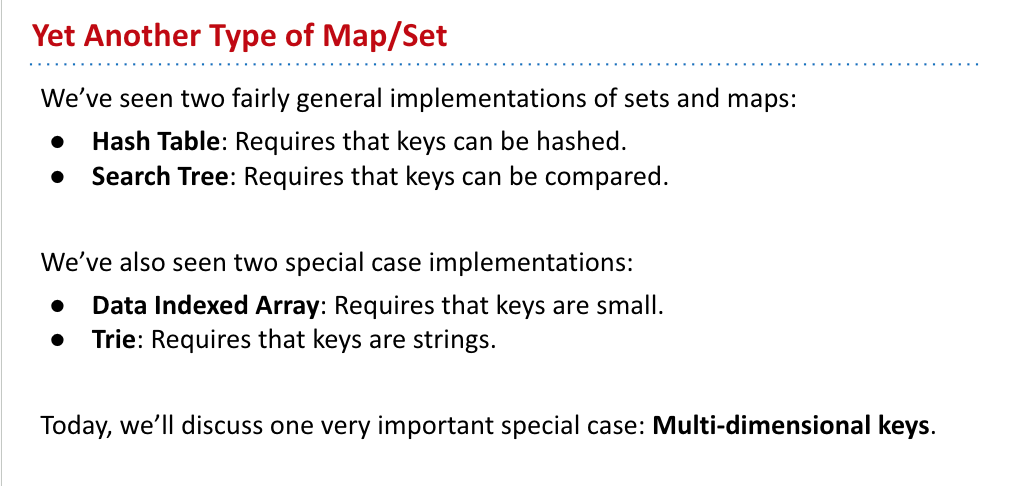 Yet Another Type of Map/Set
We’ve seen two fairly general implementations of sets and maps:
● Hash Table: Requires that keys can be hashed.
● Search Tree: Requires that keys can be compared.
We’ve also seen two special case implementations:
● Data Indexed Array: Requires that keys are small.
● Trie: Requires that keys are strings.
Today, we’ll discuss one very important special case: Multi-dimensional keys.